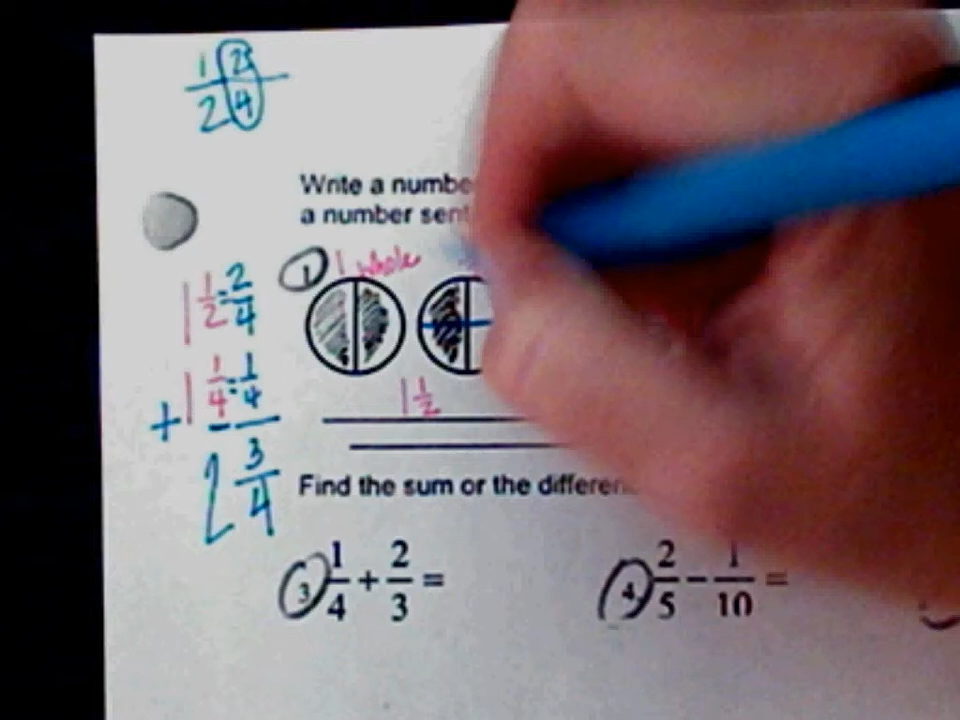 1 2
2 4
Write a numbe
a number sent
1 1 whole
1 1/2 = 2/4
+ 1 1/4 = 1/4
2 3/4
1 1/2
Find the sum or the differen
3 1/4 + 2/3 =
4 2/5 - 1/10 =